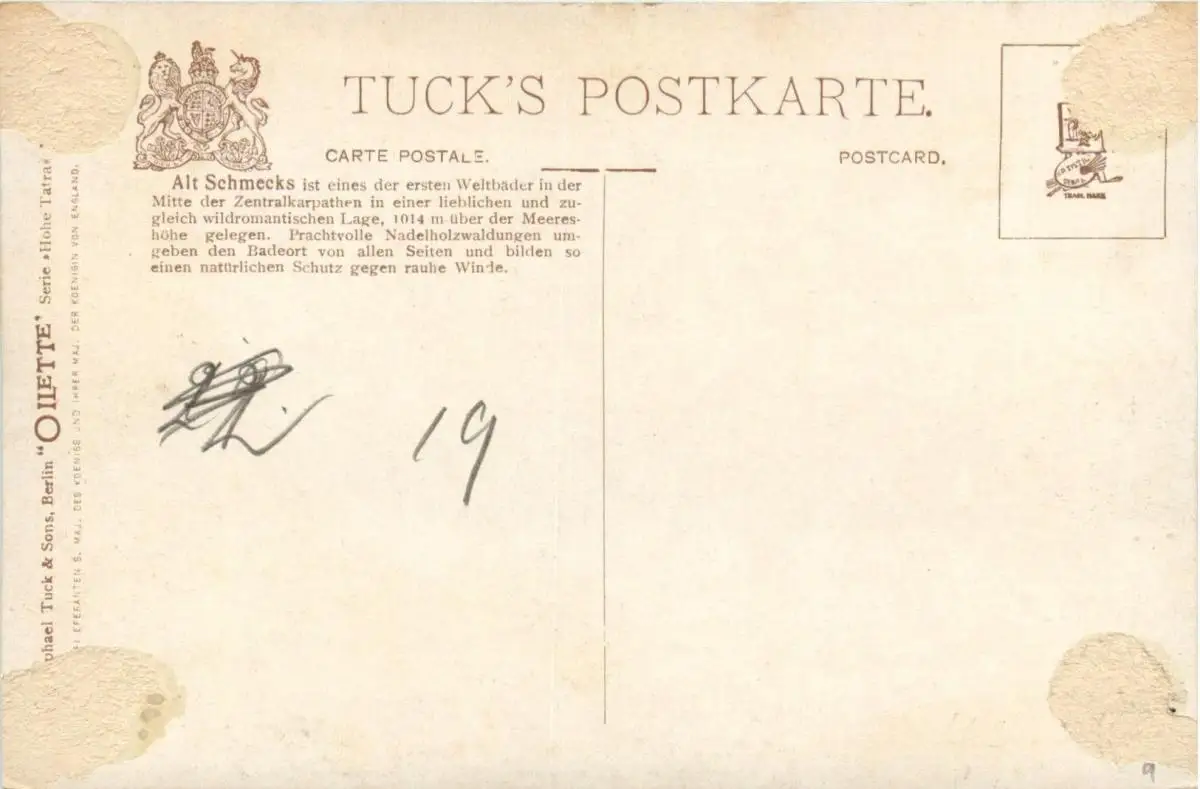 TUCK'S POSTKARTE.
CARTE POSTALE.
POSTCARD.
Alt Schmecks ist eines der ersten Weltbäder in der
Mitte der Zentralkarpathen in einer lieblichen und zu-
gleich wildromantischen Lage, 1014 m über der Meeres-
höhe gelegen. Prachtvolle Nadelholzwaldungen um-
geben den Badeort von allen Seiten und bilden so
einen natürlichen Schutz gegen rauhe Winde.
phael Tuck & Sons, Berlin "OILETTE" Serie »Hohe Tatra«
EFERANTEN S. MAJ. DES KOENIGS UND IHRER MAJ. DER KOENIGIN VON ENGLAND.
TRADE MARK
19
9